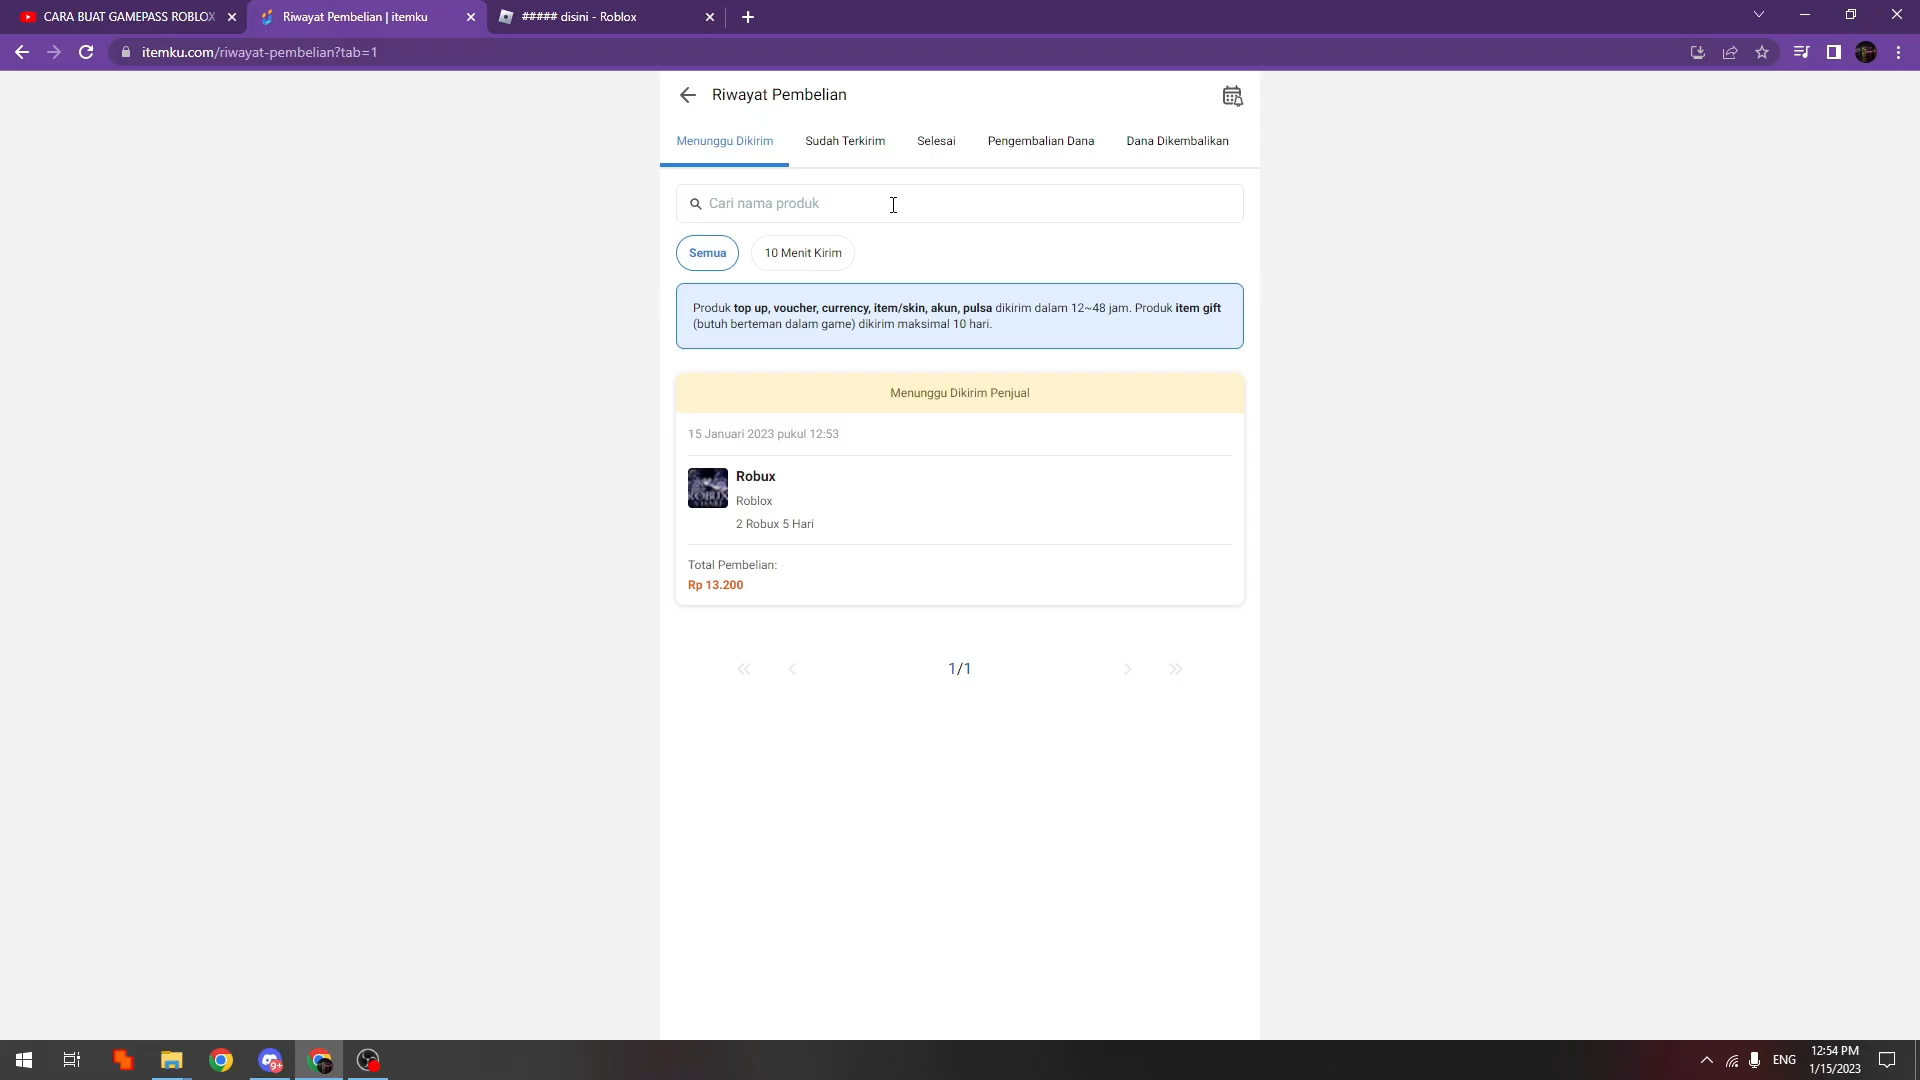 CARA BUAT GAMEPASS ROBLOX
Riwayat Pembelian | itemku
##### disini - Roblox
itemku.com/riwayat-pembelian?tab=1
Riwayat Pembelian
Menunggu Dikirim
Sudah Terkirim
Selesai
Pengembalian Dana
Dana Dikembalikan
Cari nama produk
Semua
10 Menit Kirim
Produk top up, voucher, currency, item/skin, akun, pulsa dikirim dalam 12~48 jam. Produk item gift
(butuh berteman dalam game) dikirim maksimal 10 hari.
Menunggu Dikirim Penjual
15 Januari 2023 pukul 12:53
Robux
Roblox
2 Robux 5 Hari
Total Pembelian:
Rp 13.200
1/1
9+
ENG
12:54 PM
1/15/2023